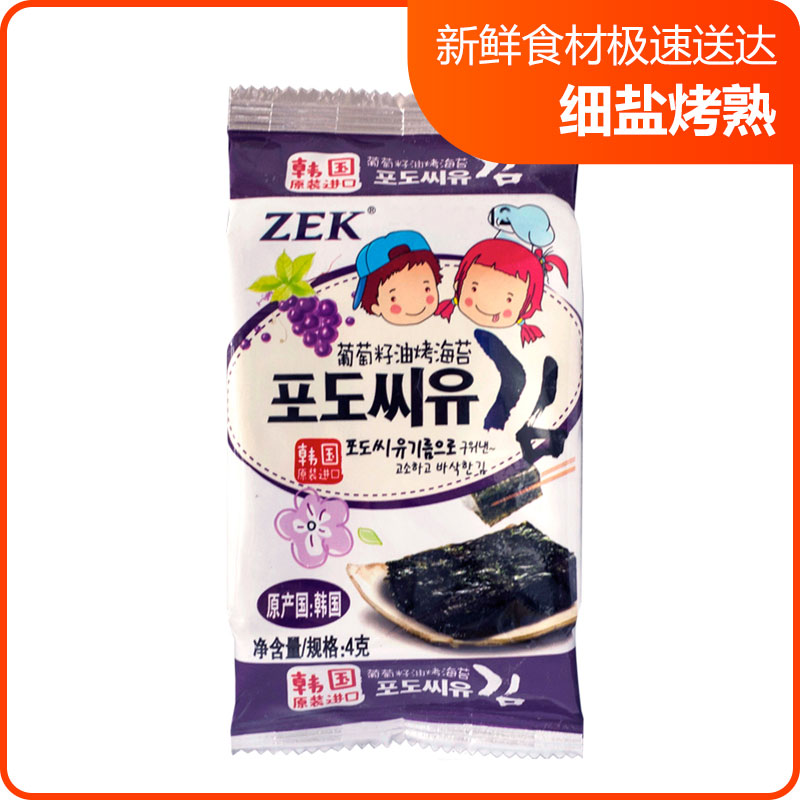 新鲜食材极速送达
细盐烤熟
韩国
原装进口
葡萄籽油烤海苔
포도씨유김
ZEK®
葡萄籽油烤海苔
포도씨유김
韩国
原装进口
포도씨유기름으로 구워낸~
고소하고 바삭한 김
原产国:韩国
净含量/规格:4克
韩国
原装进口
葡萄籽油烤海苔
포도씨유김